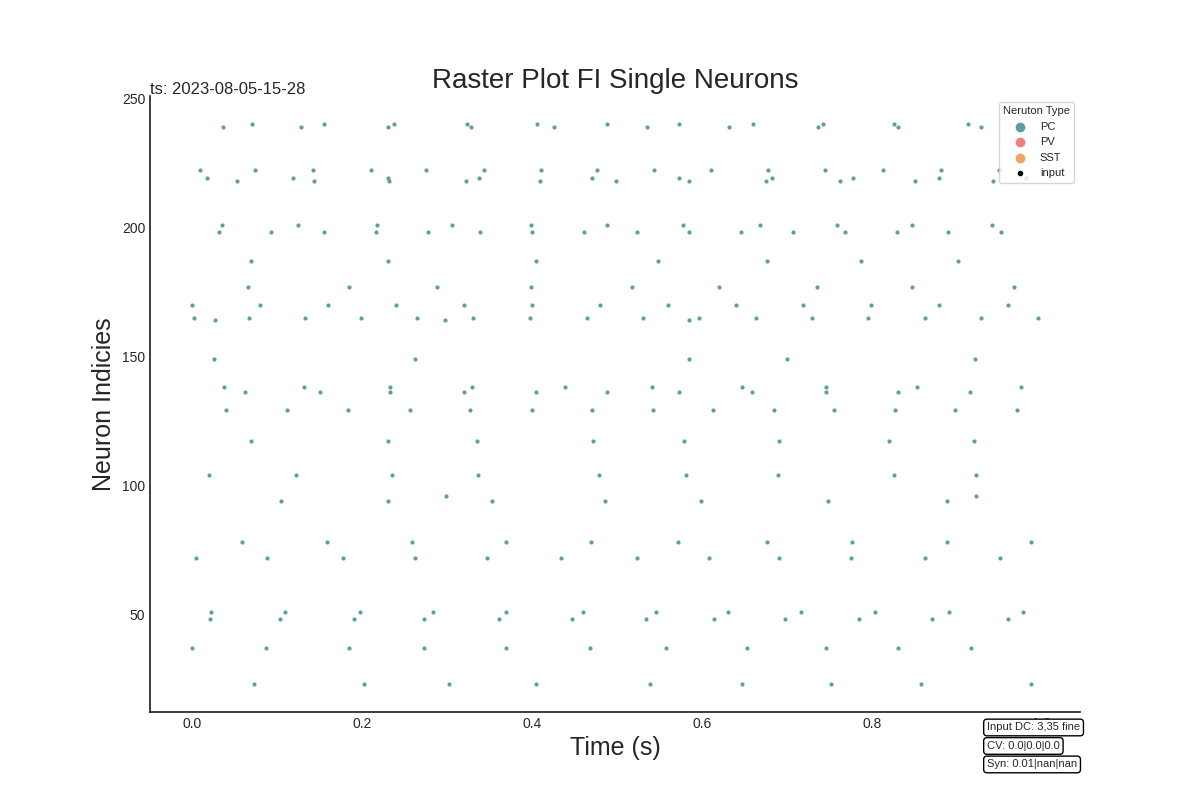 Raster Plot FI Single Neurons
ts: 2023-08-05-15-28
250
200
150
100
50
Neuron Indicies
Neruton Type
PC
PV
SST
input
0.0 0.2 0.4 0.6 0.8
Time (s)
Input DC: 3,35 fine
CV: 0.0|0.0|0.0
Syn: 0.01|nan|nan